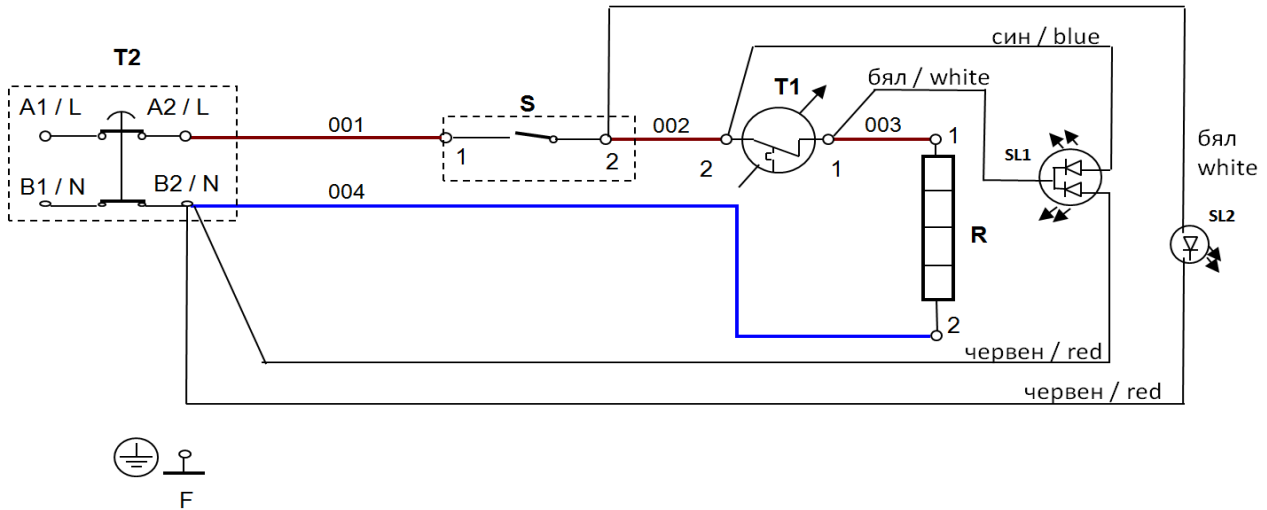 син / blue
T2
бял / white
T1
A1 / L
A2 / L
S
001
002
003
1
2
2
1
1
SL1
бял
white
B1 / N
B2 / N
004
SL2
R
2
червен / red
червен / red
F